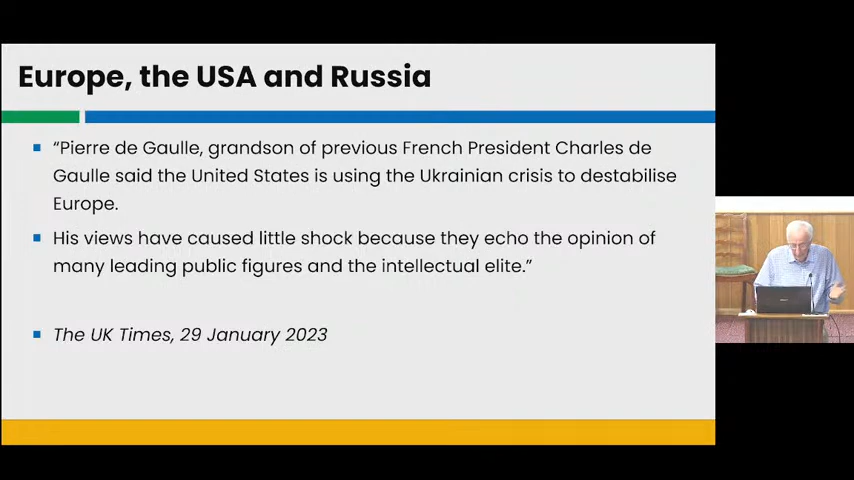 Europe, the USA and Russia
“Pierre de Gaulle, grandson of previous French President Charles de
Gaulle said the United States is using the Ukrainian crisis to destabilise
Europe.
His views have caused little shock because they echo the opinion of
many leading public figures and the intellectual elite.”
The UK Times, 29 January 2023